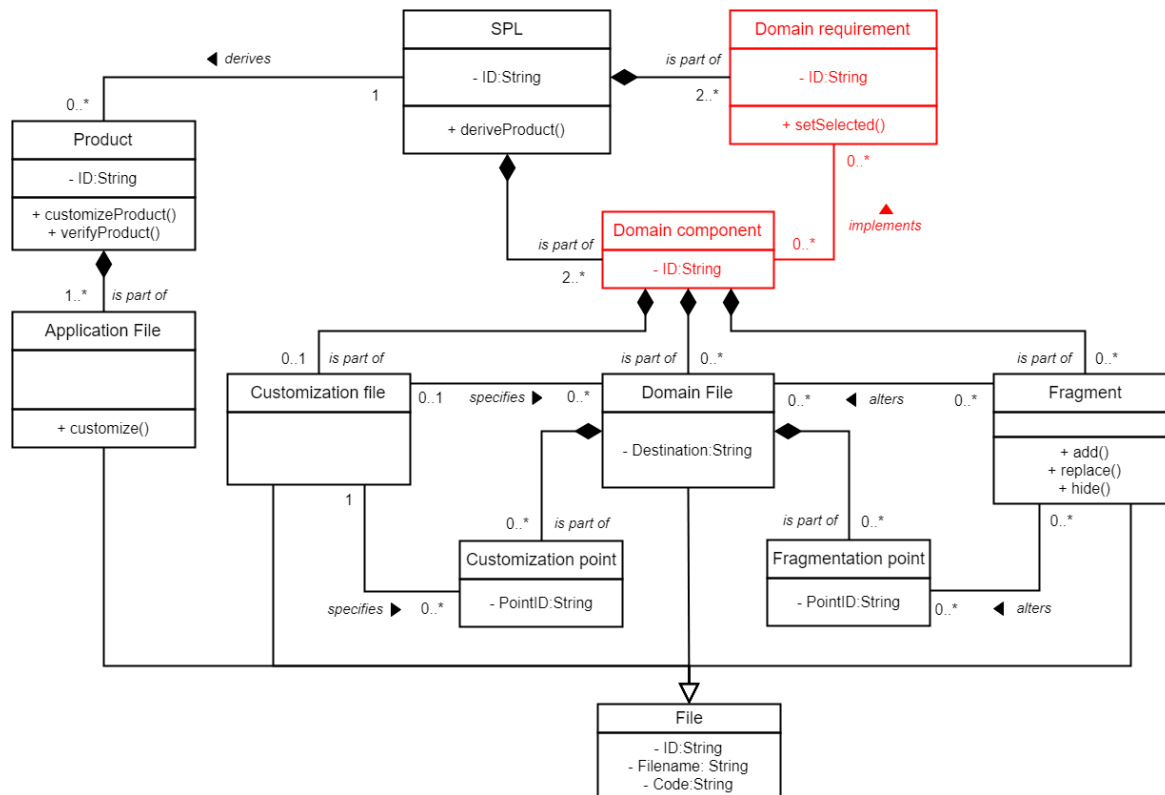 SPL
- ID:String
+ deriveProduct()
Domain requirement
- ID:String
+ setSelected()
◄ derives
0..*
1
is part of
2..*
Product
- ID:String
+ customizeProduct()
+ verifyProduct()
0..*
▲
implements
0..*
Domain component
- ID:String
is part of
2..*
1..*
is part of
Application File
+ customize()
0..1
is part of
is part of
0..*
is part of
0..*
Customization file
0..1
specifies ►
0..*
Domain File
- Destination:String
0..*
◄ alters
0..*
Fragment
+ add()
+ replace()
+ hide()
1
0..*
is part of
is part of
0..*
0..*
Customization point
- PointID:String
Fragmentation point
- PointID:String
specifies ►
0..*
0..*
◄ alters
File
- ID:String
- Filename: String
- Code:String